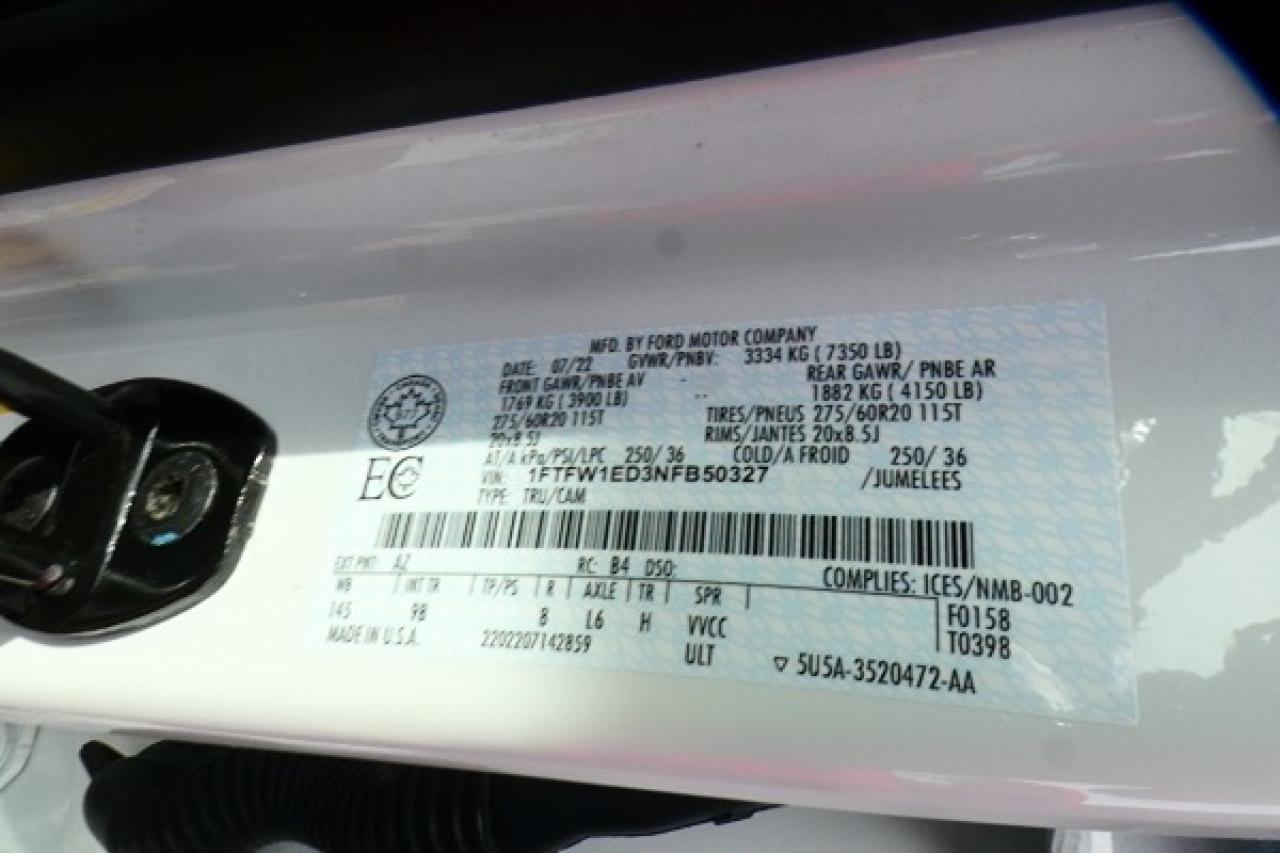 MFD. BY FORD MOTOR COMPANY
DATE: 07/22 GVWR/PNBV: 3334 KG ( 7350 LB)
FRONT GAWR/PNBE AV REAR GAWR/ PNBE AR
1769 KG ( 3900 LB) 1882 KG ( 4150 LB)
275/60R20 115T TIRES/PNEUS 275/60R20 115T
20x8.5J RIMS/JANTES 20x8.5J
AT/A kPa/PSI/LPC 250/ 36 COLD/A FROID 250/ 36
VIN: 1FTFW1ED3NFB50327 /JUMELEES
TYPE: TRU/CAM
EC
EXT PNT: AZ RC: B4 DSO:
COMPLIES: ICES/NMB-002
WB INT TR TP/PS R AXLE TR SPR
145 98 8 L6 H VVCC F0158
ULT T0398
MADE IN U.S.A. 2202207142859
▽ 5U5A-3520472-AA